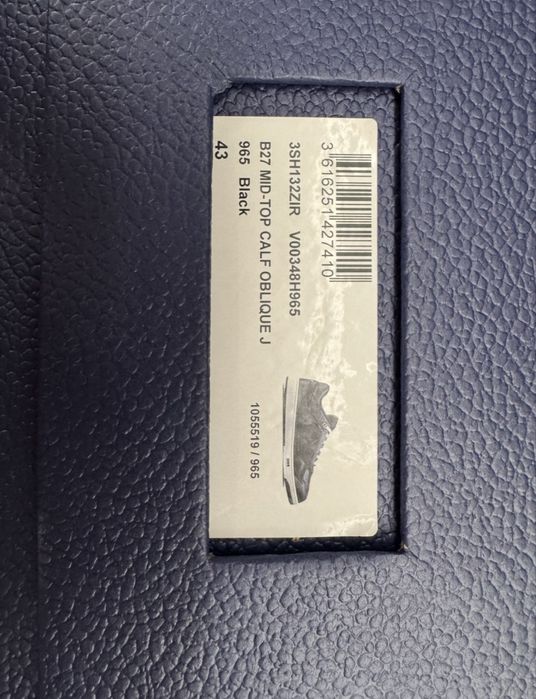 3 616251 427410
3SH132ZIR V00348H965
B27 MID-TOP CALF OBLIQUE J
965 Black
1055519 / 965
43